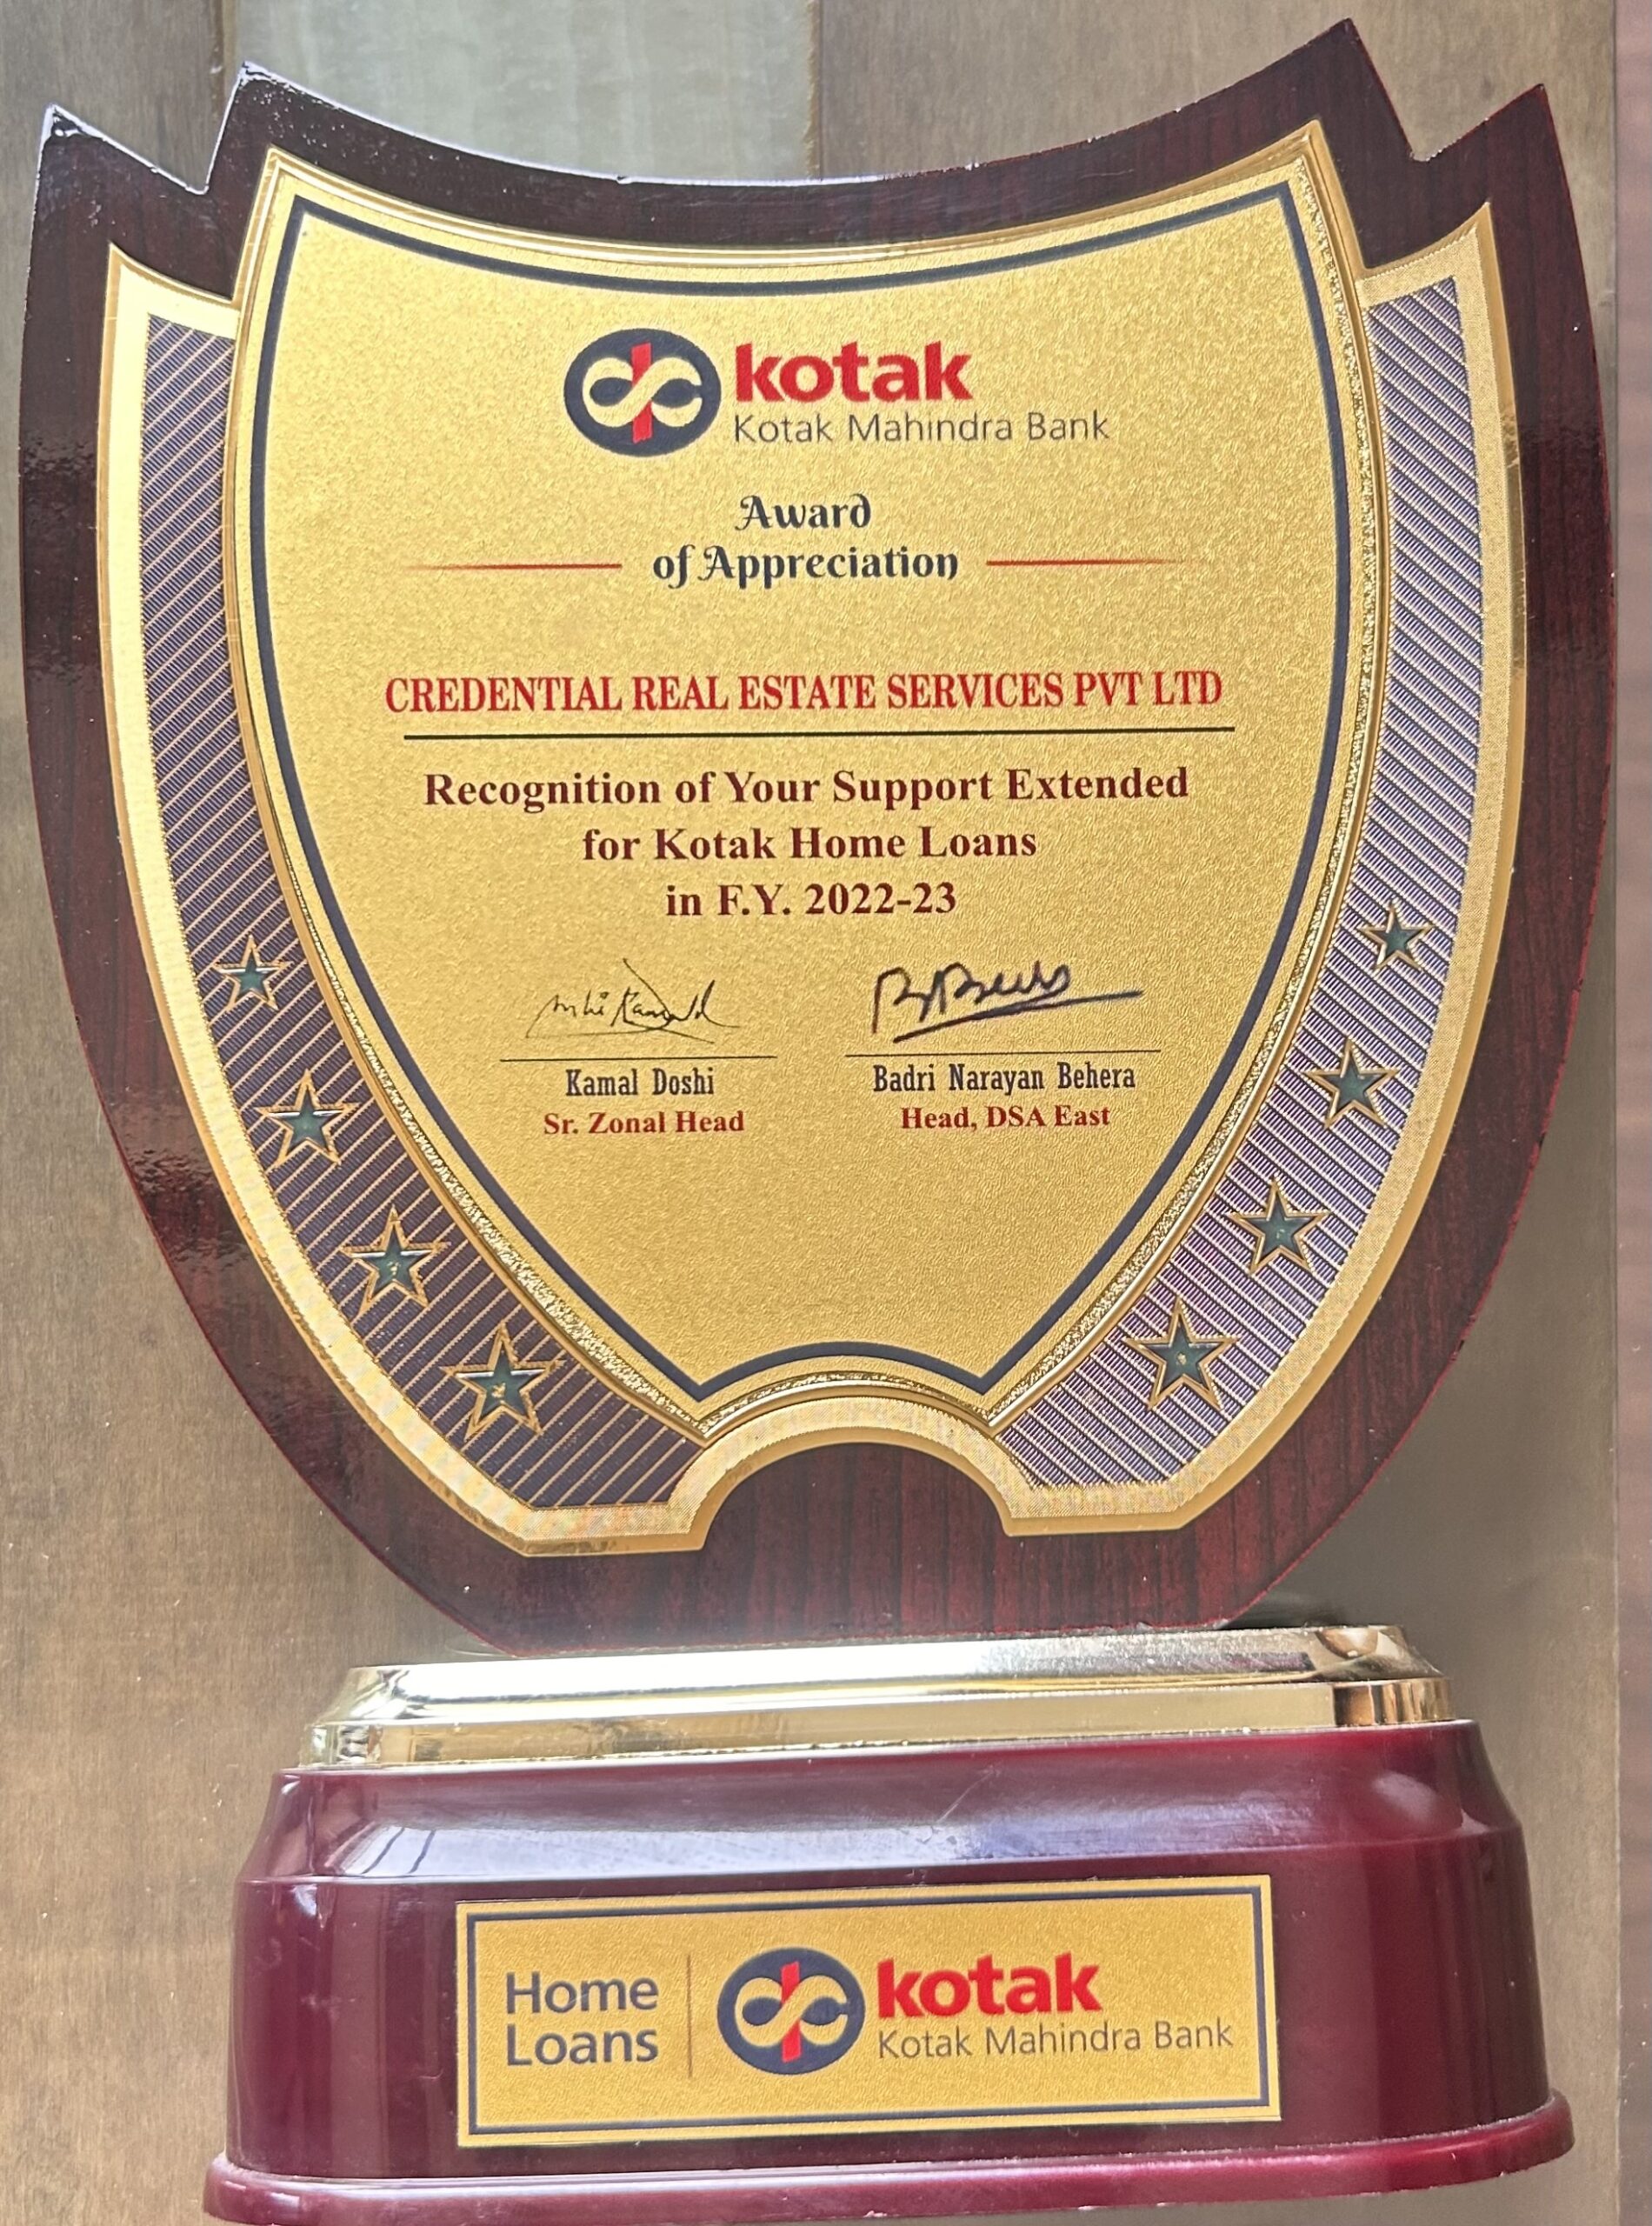 kotak
Kotak Mahindra Bank
Award
of Appreciation
CREDENTIAL REAL ESTATE SERVICES PVT LTD
Recognition of Your Support Extended
for Kotak Home Loans
in F.Y. 2022-23
Kamal Doshi
Badri Narayan Behera
Sr. Zonal Head
Head, DSA East
Home
Loans
kotak
Kotak Mahindra Bank